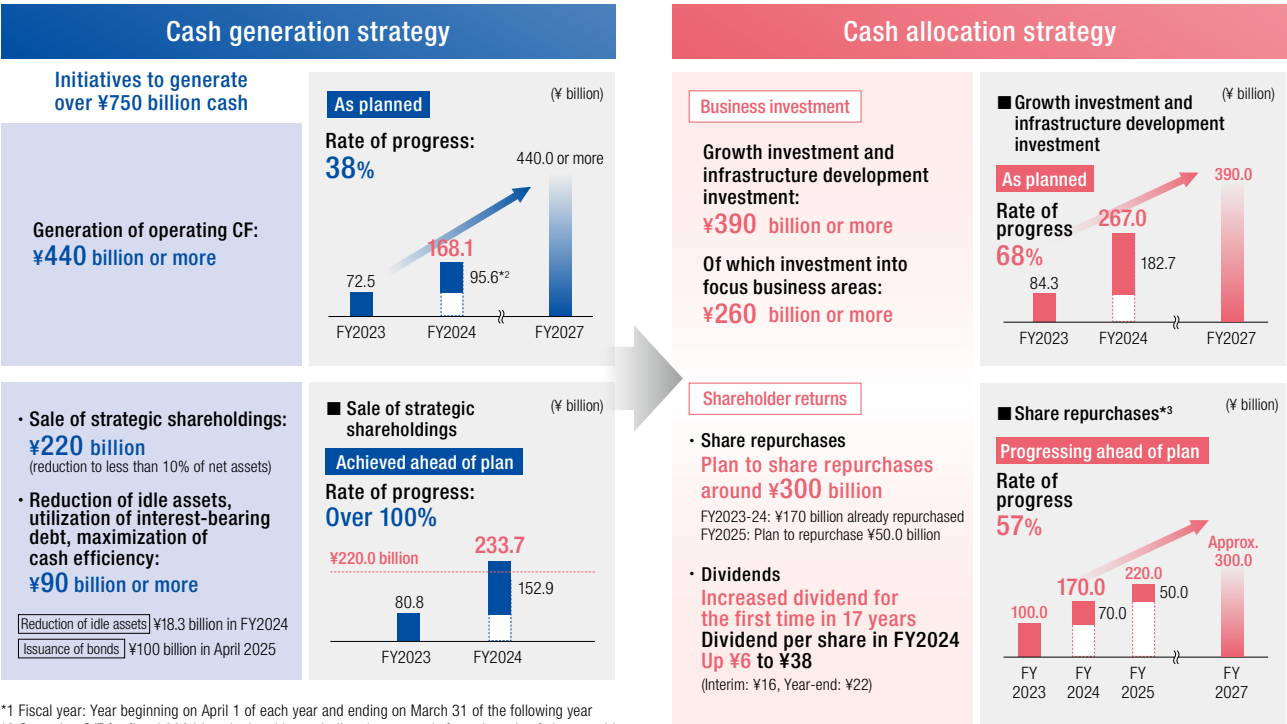 Cash generation strategy
Initiatives to generate
over ¥750 billion cash
Generation of operating CF:
¥440 billion or more
As planned
(¥ billion)
Rate of progress:
38%
440.0 or more
168.1
72.5
95.6*2
FY2023
FY2024
FY2027
・Sale of strategic shareholdings:
¥220 billion
(reduction to less than 10% of net assets)
・Reduction of idle assets,
utilization of interest-bearing
debt, maximization of
cash efficiency:
¥90 billion or more
Reduction of idle assets ¥18.3 billion in FY2024
Issuance of bonds ¥100 billion in April 2025
■ Sale of strategic
shareholdings
(¥ billion)
Achieved ahead of plan
Rate of progress:
Over 100%
¥220.0 billion
233.7
80.8
152.9
FY2023
FY2024
Cash allocation strategy
Business investment
Growth investment and
infrastructure development
investment:
¥390 billion or more
Of which investment into
focus business areas:
¥260 billion or more
■ Growth investment and
infrastructure development
investment
(¥ billion)
As planned
Rate of
progress
68%
390.0
267.0
84.3
182.7
FY2023
FY2024
FY2027
Shareholder returns
・Share repurchases
Plan to share repurchases
around ¥300 billion
FY2023-24: ¥170 billion already repurchased
FY2025: Plan to repurchase ¥50.0 billion
・Dividends
Increased dividend for
the first time in 17 years
Dividend per share in FY2024
Up ¥6 to ¥38
(Interim: ¥16, Year-end: ¥22)
■ Share repurchases*3
(¥ billion)
Progressing ahead of plan
Rate of
progress
57%
Approx.
300.0
220.0
170.0
100.0
70.0
50.0
FY
2023
FY
2024
FY
2025
FY
2027
*1 Fiscal year: Year beginning on April 1 of each year and ending on March 31 of the following year